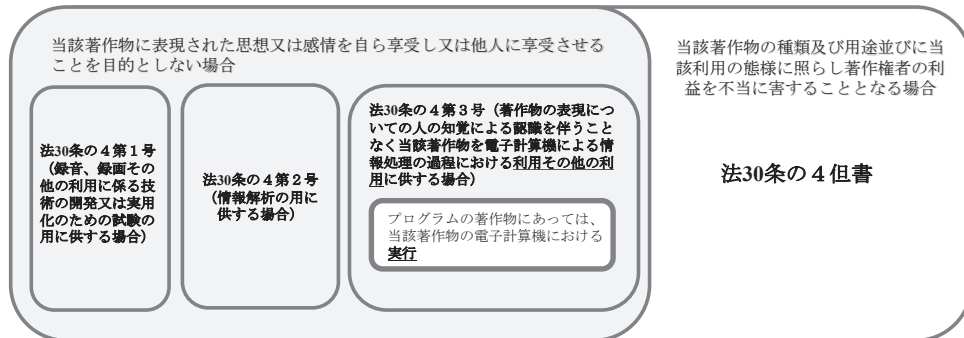 当該著作物に表現された思想又は感情を自ら享受し又は他人に享受させる
ことを目的としない場合
法30条の4第1号
（録音、録画その
他の利用に係る技
術の開発又は実用
化のための試験の
用に供する場合）
法30条の4第2号
（情報解析の用に
供する場合）
法30条の4第3号（著作物の表現につ
いての人の知覚による認識を伴うこと
なく当該著作物を電子計算機による情
報処理の過程における利用その他の利
用に供する場合）
プログラムの著作物にあっては、
当該著作物の電子計算機における
実行
当該著作物の種類及び用途並びに当
該利用の態様に照らし著作権者の利
益を不当に害することとなる場合
法30条の4但書